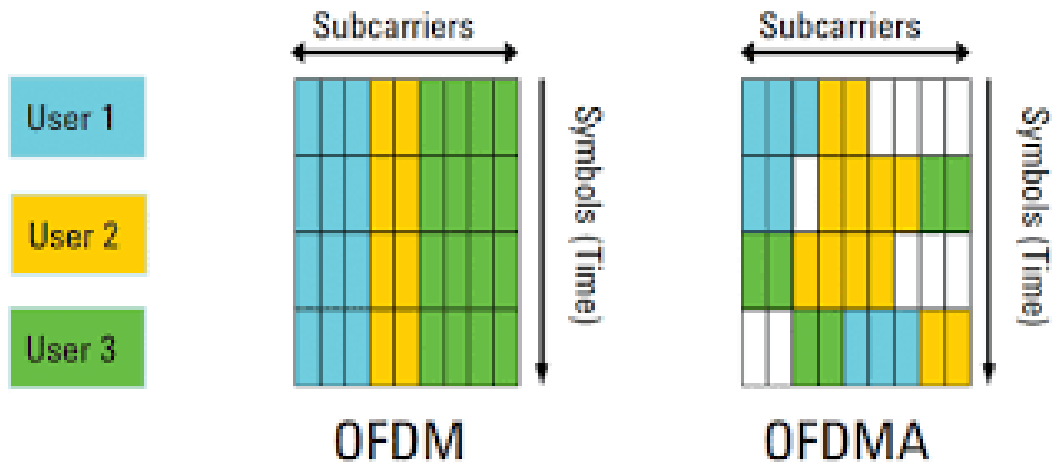 Subcarriers
Subcarriers
User 1
User 2
User 3
Symbols (Time)
Symbols (Time)
OFDM
OFDMA